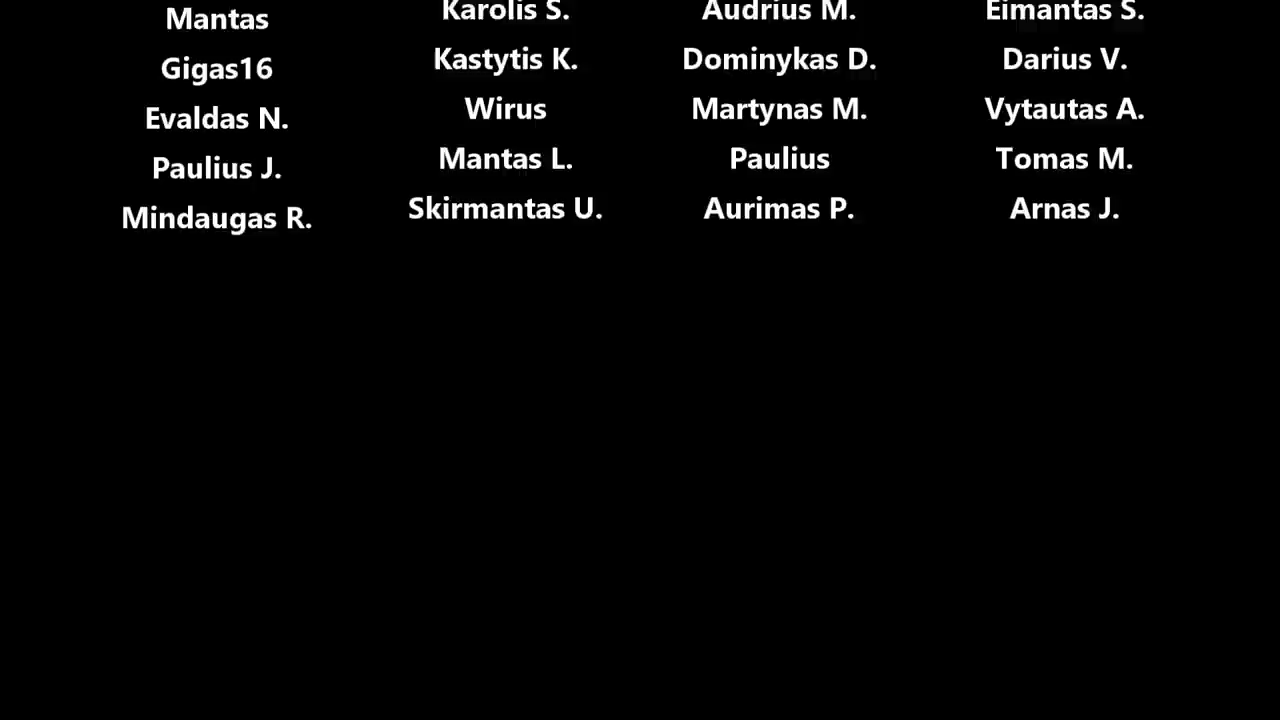 Mantas
Gigas16
Evaldas N.
Paulius J.
Mindaugas R.
Karolis S.
Kastytis K.
Wirus
Mantas L.
Skirmantas U.
Audrius M.
Dominykas D.
Martynas M.
Paulius
Aurimas P.
Eimantas S.
Darius V.
Vytautas A.
Tomas M.
Arnas J.